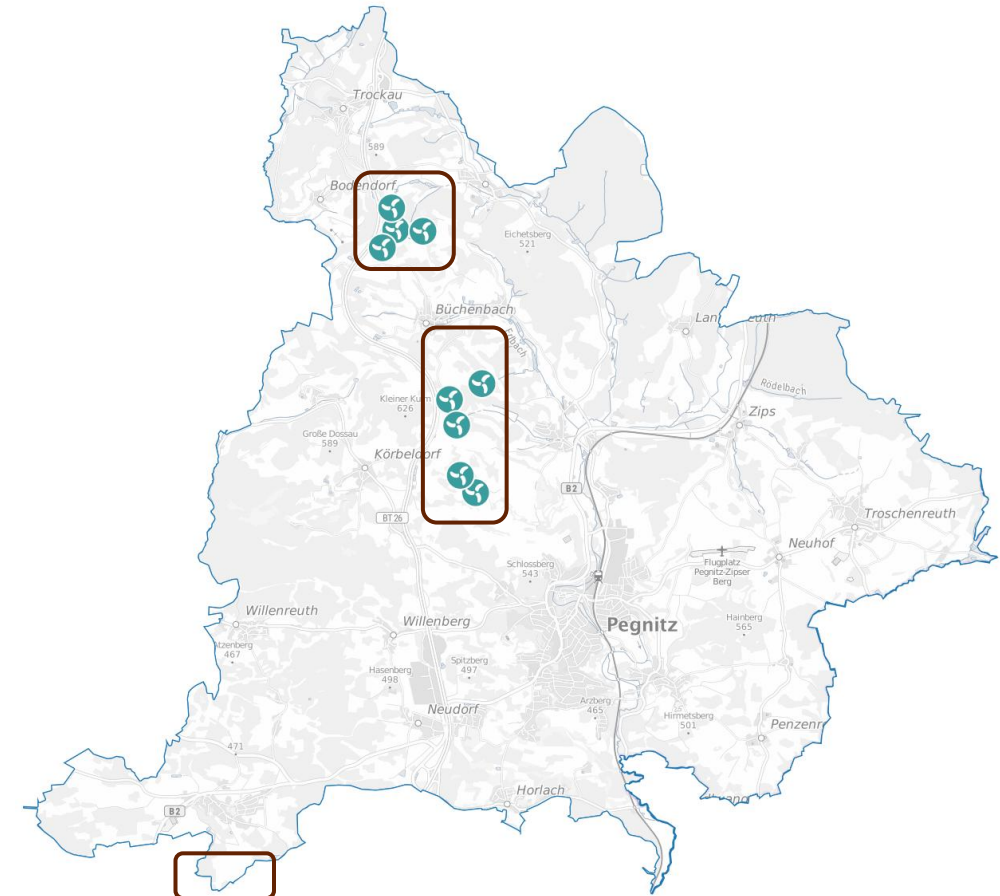 Trockau
589
Bodendorf
Eichetsberg
521
Büchenbach
Erbach
Rödelbach
Kleiner Kulm
626
Zips
Große Dossau
589
Körbeldorf
B2
BT 26
Troschenreuth
Neuhof
Flugplatz
Pegnitz-Zipser
Berg
Schlossberg
543
Willenreuth
Willenberg
Pegnitz
Hainberg
565
467
Hasenberg
498
Spitzberg
497
Arzberg
465
Neudorf
Hirmetsberg
501
Penzenr
471
Horlach
B2